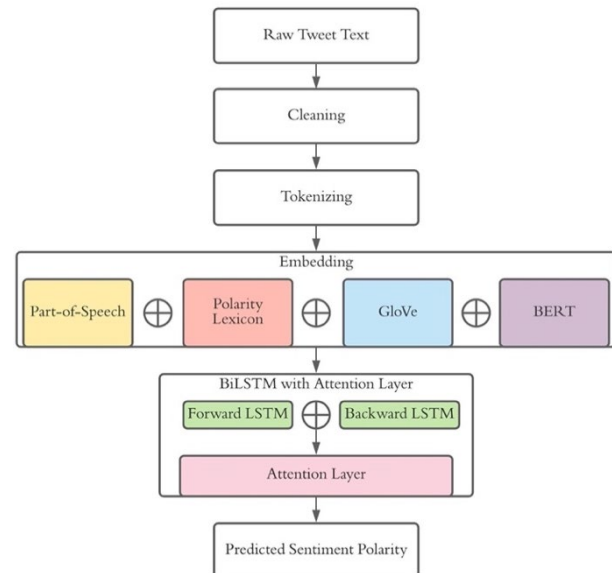 Raw Tweet Text
Cleaning
Tokenizing
Embedding
Part-of-Speech
Polarity
Lexicon
GloVe
BERT
BiLSTM with Attention Layer
Forward LSTM
Backward LSTM
Attention Layer
Predicted Sentiment Polarity